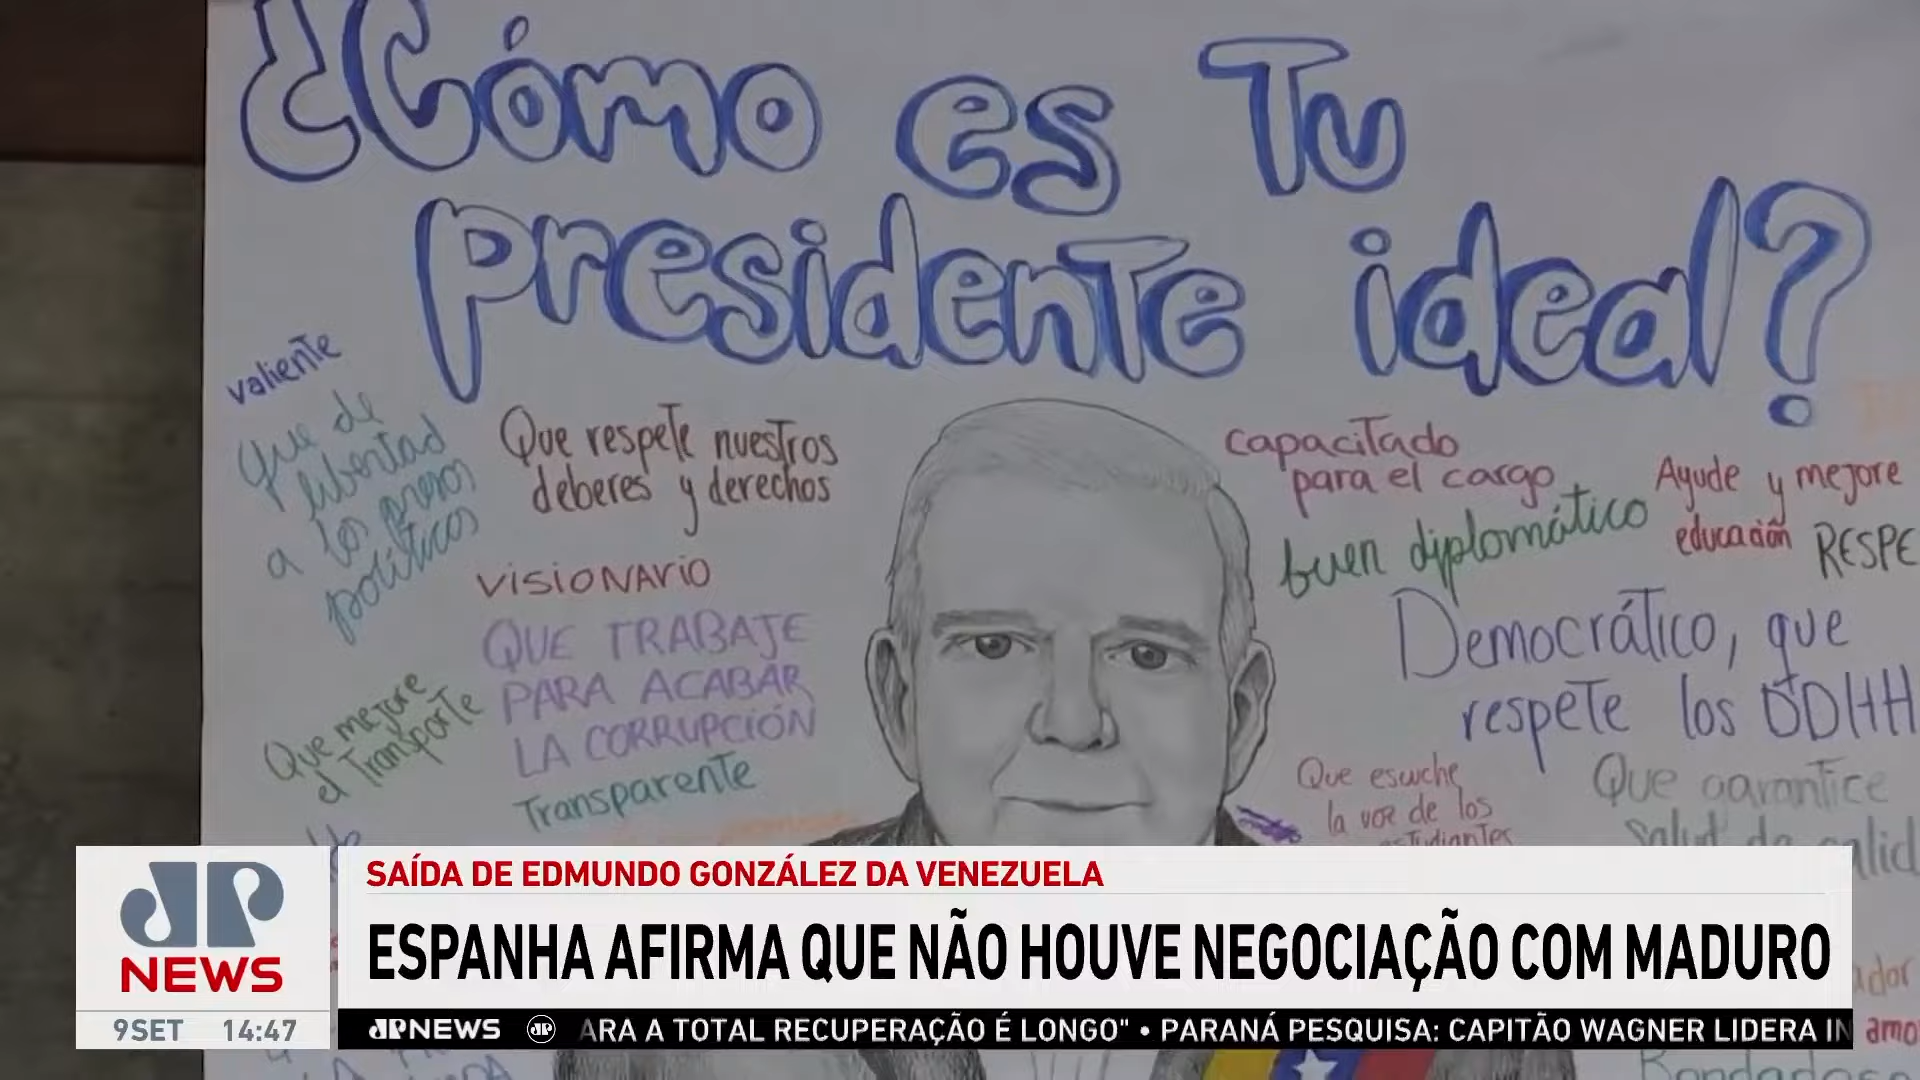 ¿Cómo es Tu
presidente ideal?
valiente
que de
libertad
a los presos
políticos
Que respete nuestros
deberes y derechos
VISIONARIO
QUE TRABAJE
PARA ACABAR
LA CORRUPCIÓN
Transparente
Que mejore
el Transporte
capacitado
para el cargo
buen diplomático
Ayude y mejore
educación
RESPE
Democrático, que
respete los DDHH
Que escuche
la voz de los
Que garantice
SAÍDA DE EDMUNDO GONZÁLEZ DA VENEZUELA
ESPANHA AFIRMA QUE NÃO HOUVE NEGOCIAÇÃO COM MADURO
JP
NEWS
9SET 14:47
JPNEWS JP ARA A TOTAL RECUPERAÇÃO É LONGO" • PARANÁ PESQUISA: CAPITÃO WAGNER LIDERA IN